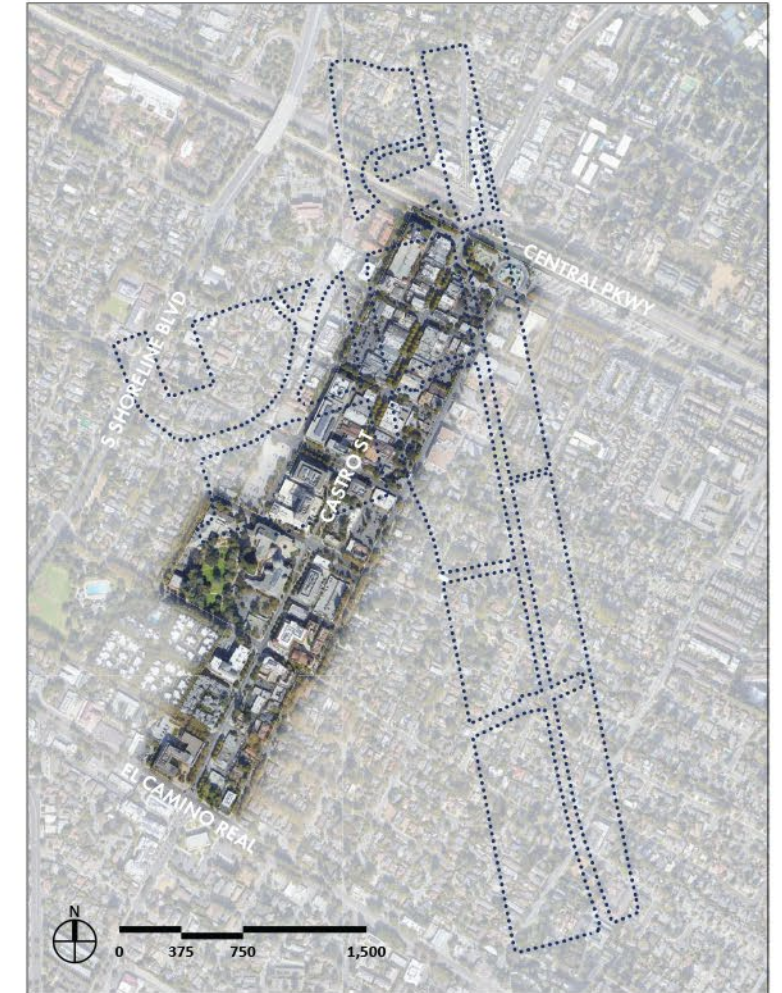 CENTRAL PKWY
S SHORELINE BLVD
CASTRO ST
EL CAMINO REAL
N
0 375 750 1,500